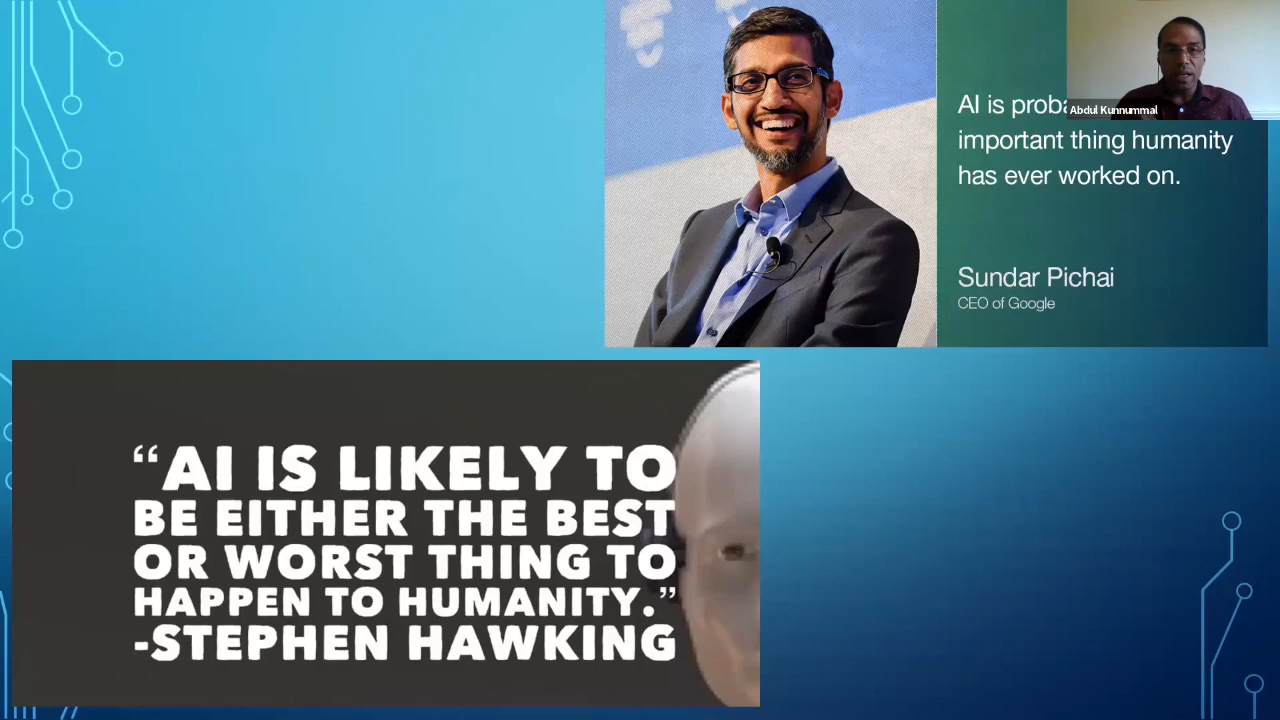 AI is proba
important thing humanity
has ever worked on.
Sundar Pichai
CEO of Google
Abdul Kunnummal
“AI IS LIKELY TO
BE EITHER THE BEST
OR WORST THING TO
HAPPEN TO HUMANITY.”
-STEPHEN HAWKING